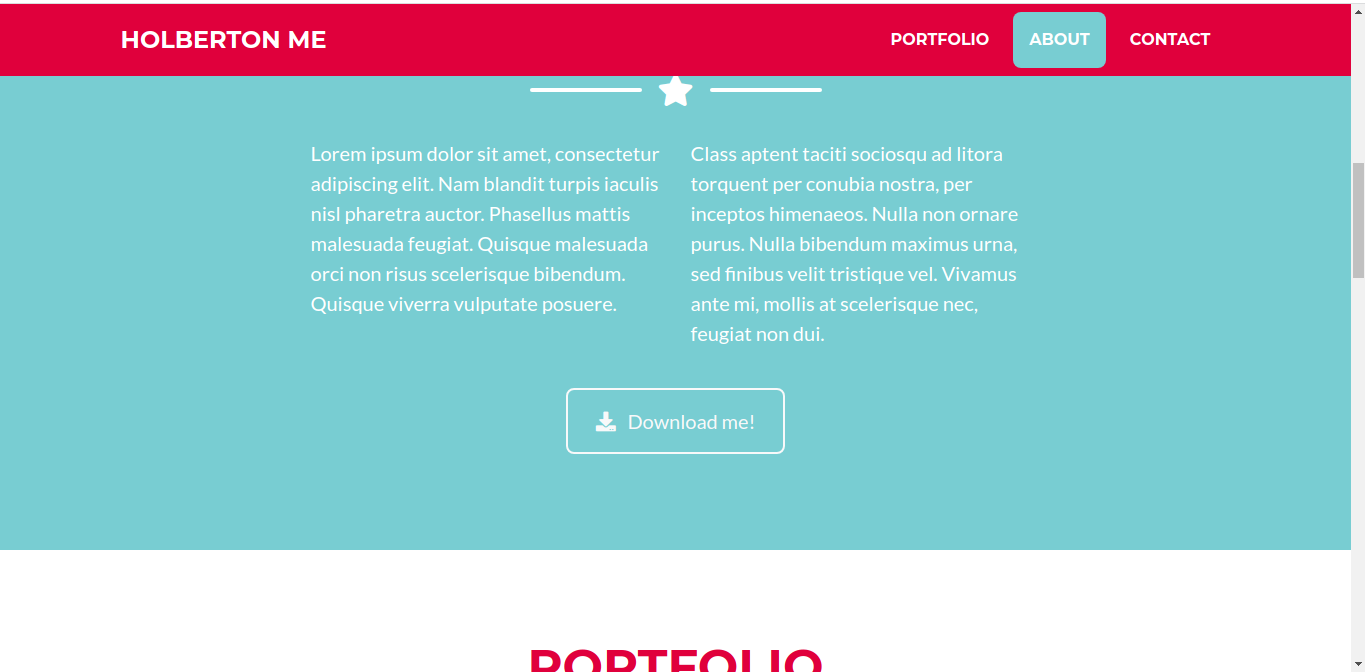 HOLBERTON ME
PORTFOLIO ABOUT CONTACT
Lorem ipsum dolor sit amet, consectetur
adipiscing elit. Nam blandit turpis iaculis
nisl pharetra auctor. Phasellus mattis
malesuada feugiat. Quisque malesuada
orci non risus scelerisque bibendum.
Quisque viverra vulputate posuere.
Class aptent taciti sociosqu ad litora
torquent per conubia nostra, per
inceptos himenaeos. Nulla non ornare
purus. Nulla bibendum maximus urna,
sed finibus velit tristique vel. Vivamus
ante mi, mollis at scelerisque nec,
feugiat non dui.
Download me!
PORTFOLIO